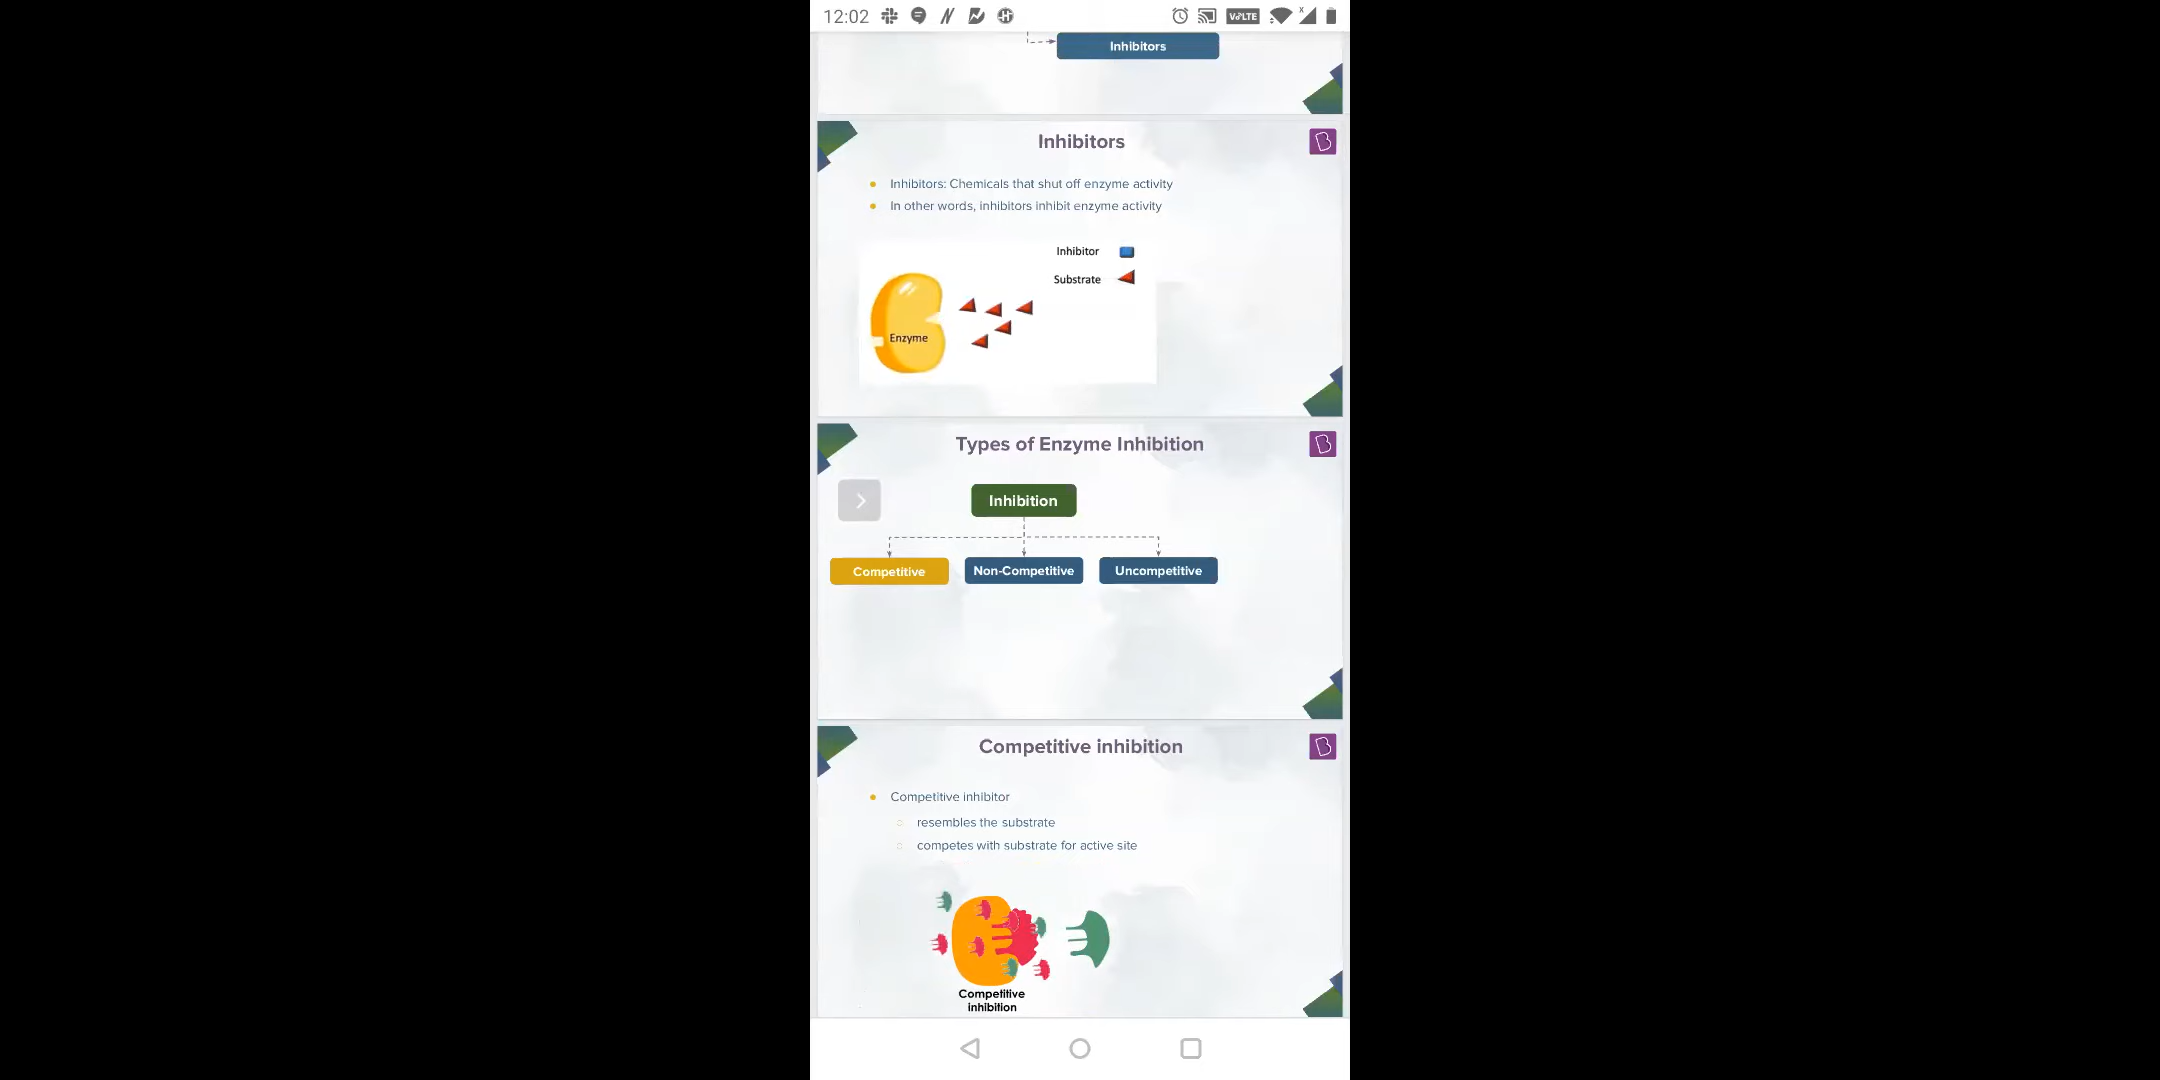 12:02
VoLTE
Inhibitors
Inhibitors
Inhibitors: Chemicals that shut off enzyme activity
In other words, inhibitors inhibit enzyme activity
Inhibitor
Substrate
Enzyme
Types of Enzyme Inhibition
Inhibition
Competitive Non-Competitive Uncompetitive
Competitive inhibition
Competitive inhibitor
resembles the substrate
competes with substrate for active site
Competitive
inhibition